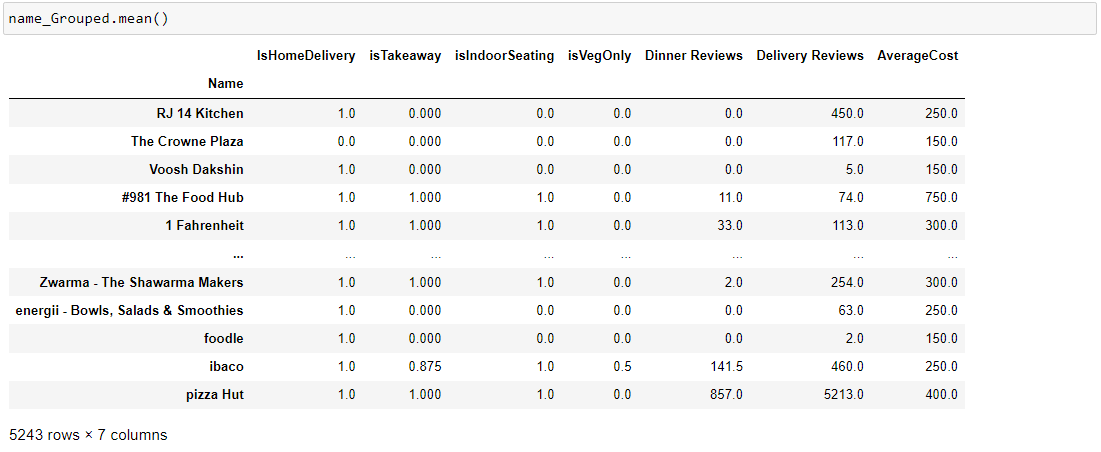 name_Grouped.mean()
IsHomeDelivery isTakeaway isIndoorSeating isVegOnly Dinner Reviews Delivery Reviews AverageCost
Name
RJ 14 Kitchen 1.0 0.000 0.0 0.0 0.0 450.0 250.0
The Crowne Plaza 0.0 0.000 0.0 0.0 0.0 117.0 150.0
Voosh Dakshin 1.0 0.000 0.0 0.0 0.0 5.0 150.0
#981 The Food Hub 1.0 1.000 1.0 0.0 11.0 74.0 750.0
1 Fahrenheit 1.0 1.000 1.0 0.0 33.0 113.0 300.0
... ... ... ... ... ... ... ...
Zwarma - The Shawarma Makers 1.0 1.000 1.0 0.0 2.0 254.0 300.0
energii - Bowls, Salads & Smoothies 1.0 0.000 0.0 0.0 0.0 63.0 250.0
foodle 1.0 0.000 0.0 0.0 0.0 2.0 150.0
ibaco 1.0 0.875 1.0 0.5 141.5 460.0 250.0
pizza Hut 1.0 1.000 1.0 0.0 857.0 5213.0 400.0
5243 rows × 7 columns